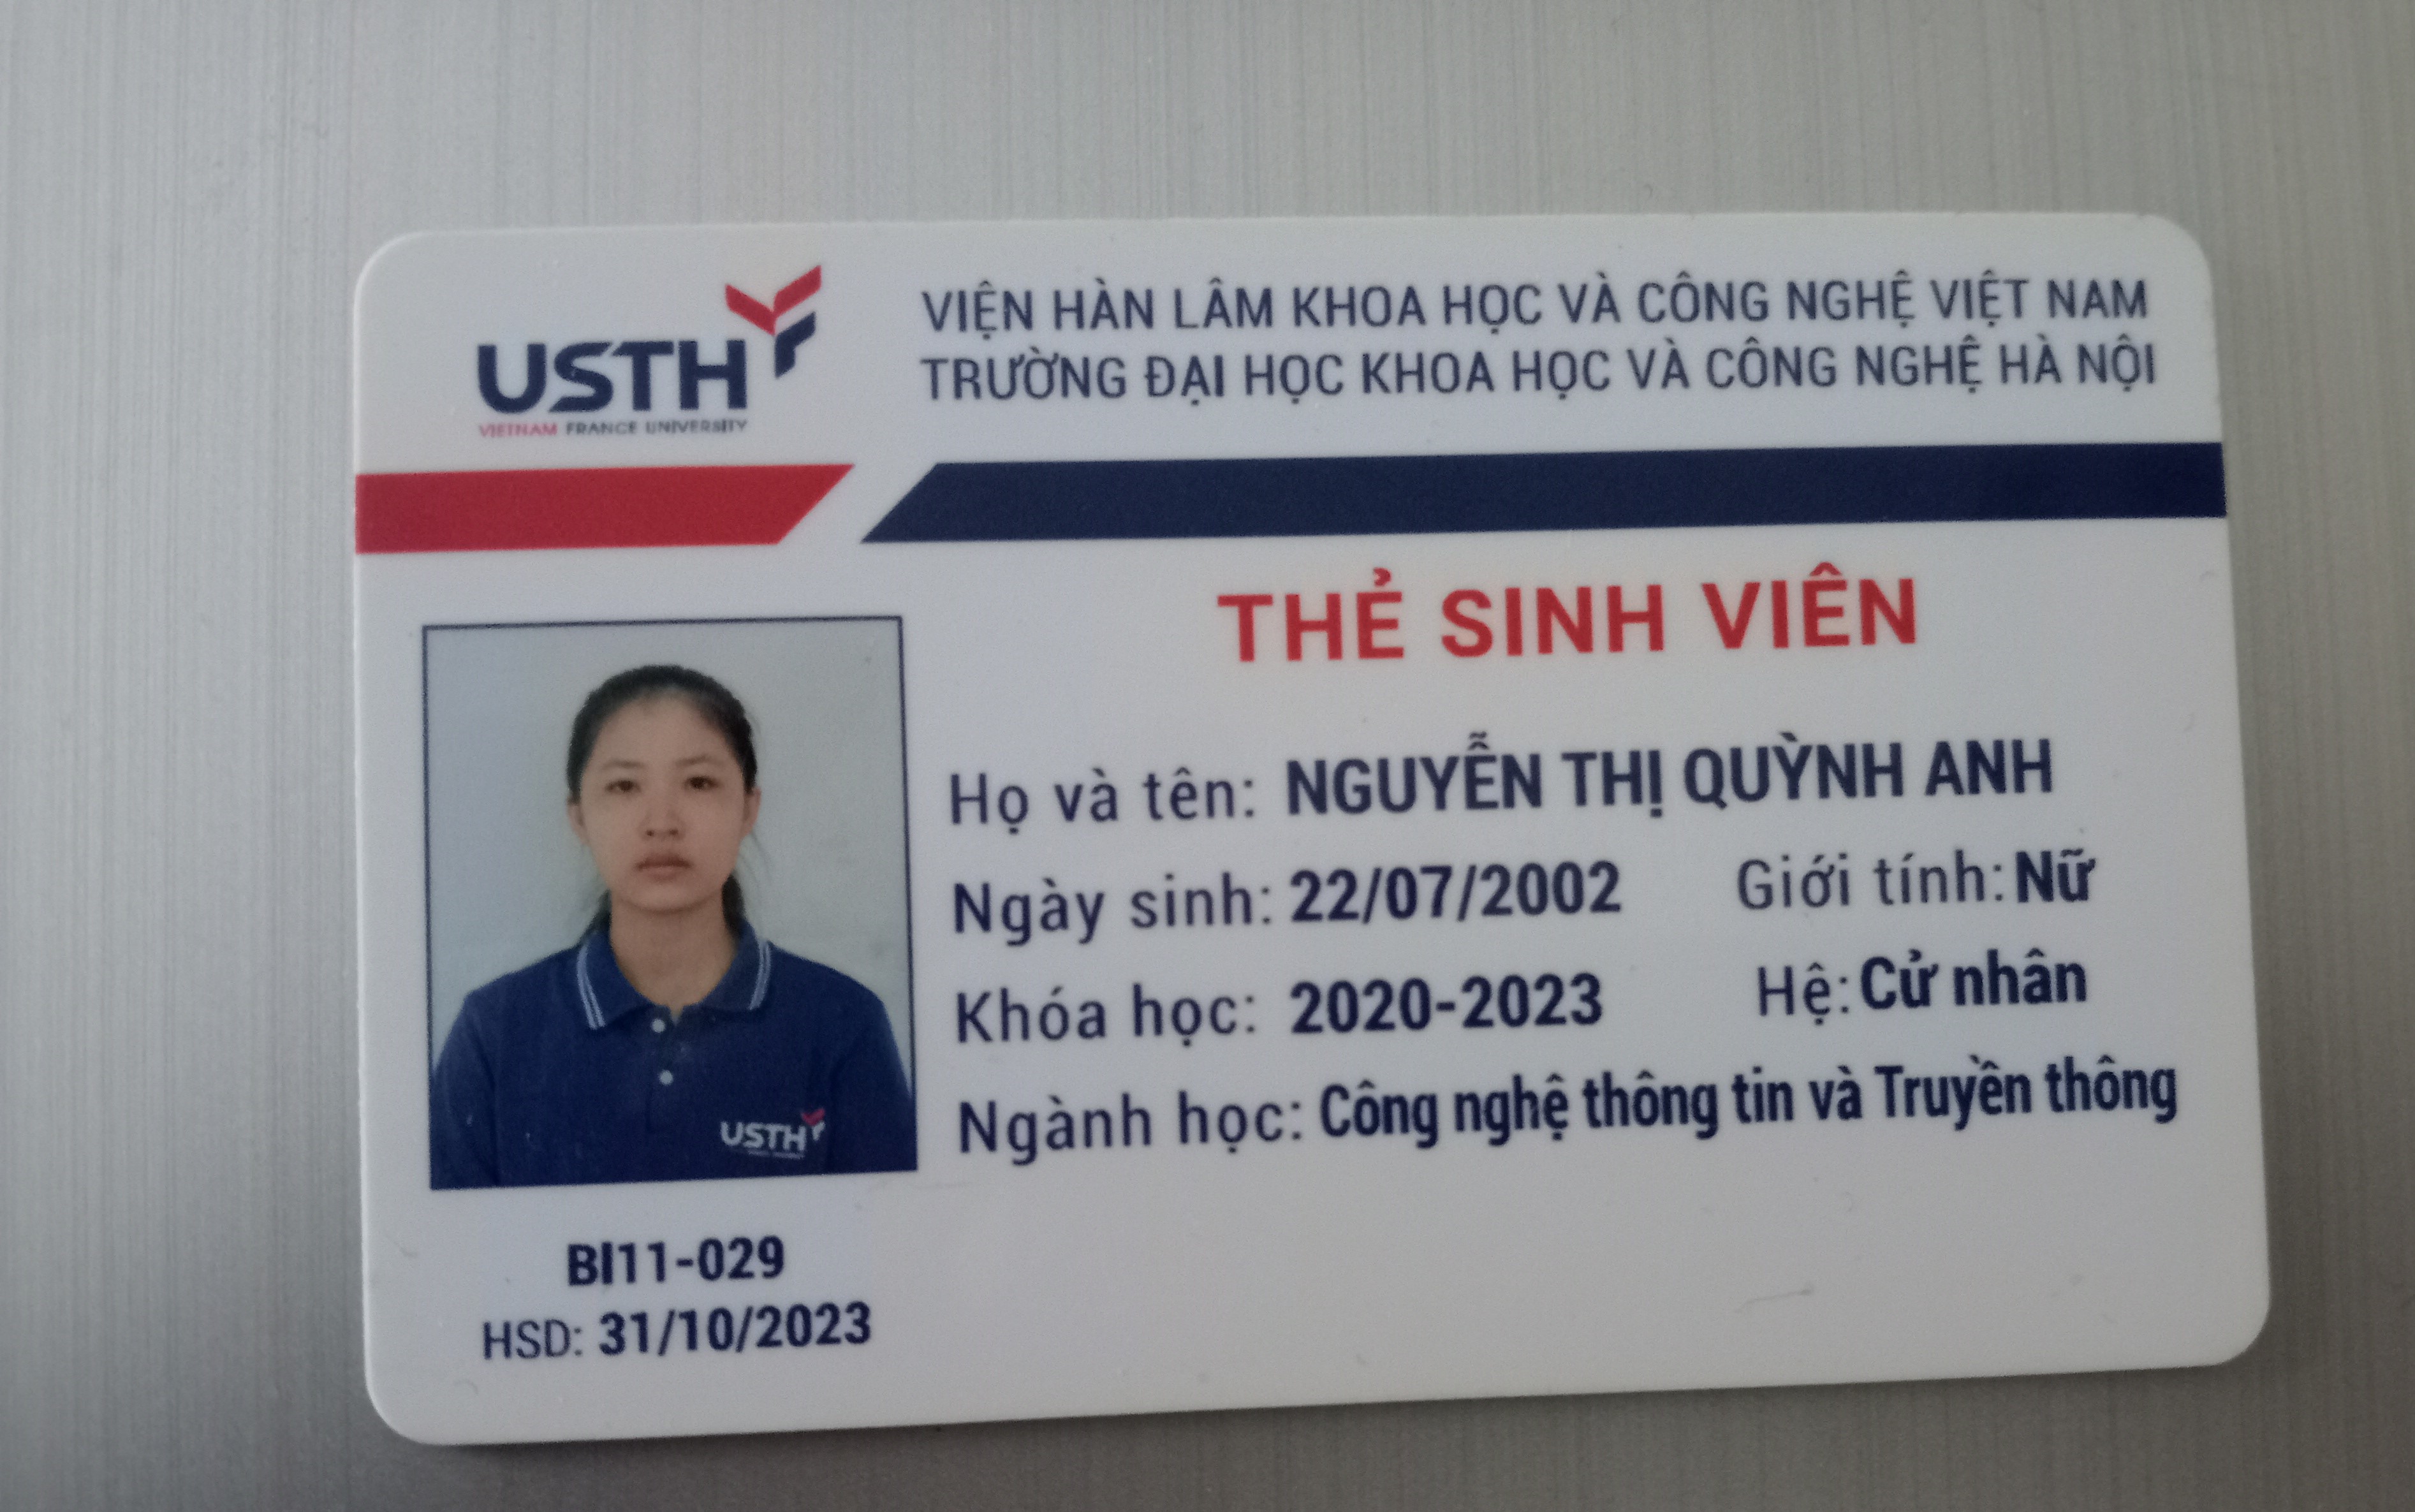 USTH
VIETNAM FRANCE UNIVERSITY
VIỆN HÀN LÂM KHOA HỌC VÀ CÔNG NGHỆ VIỆT NAM
TRƯỜNG ĐẠI HỌC KHOA HỌC VÀ CÔNG NGHỆ HÀ NỘI
THẺ SINH VIÊN
Họ và tên: NGUYỄN THỊ QUỲNH ANH
Ngày sinh: 22/07/2002 Giới tính: Nữ
Khóa học: 2020-2023 Hệ: Cử nhân
Ngành học: Công nghệ thông tin và Truyền thông
USTH
BI11-029
HSD: 31/10/2023